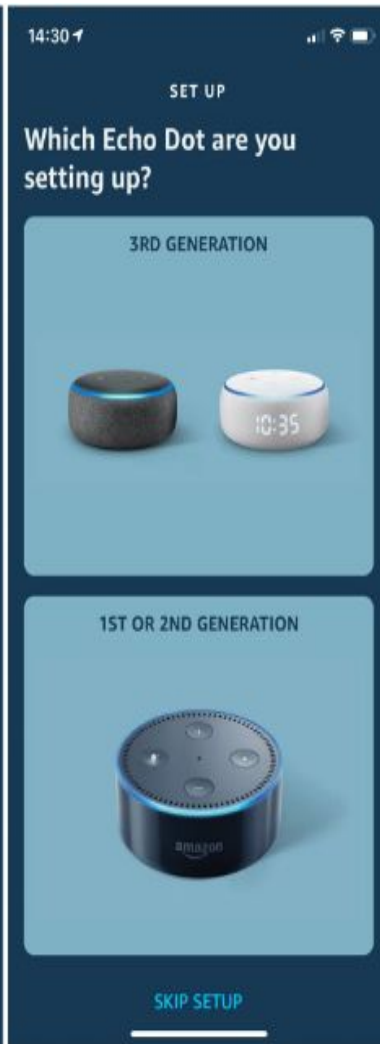 14:30
SET UP
Which Echo Dot are you
setting up?
3RD GENERATION
10:35
1ST OR 2ND GENERATION
amazon
SKIP SETUP